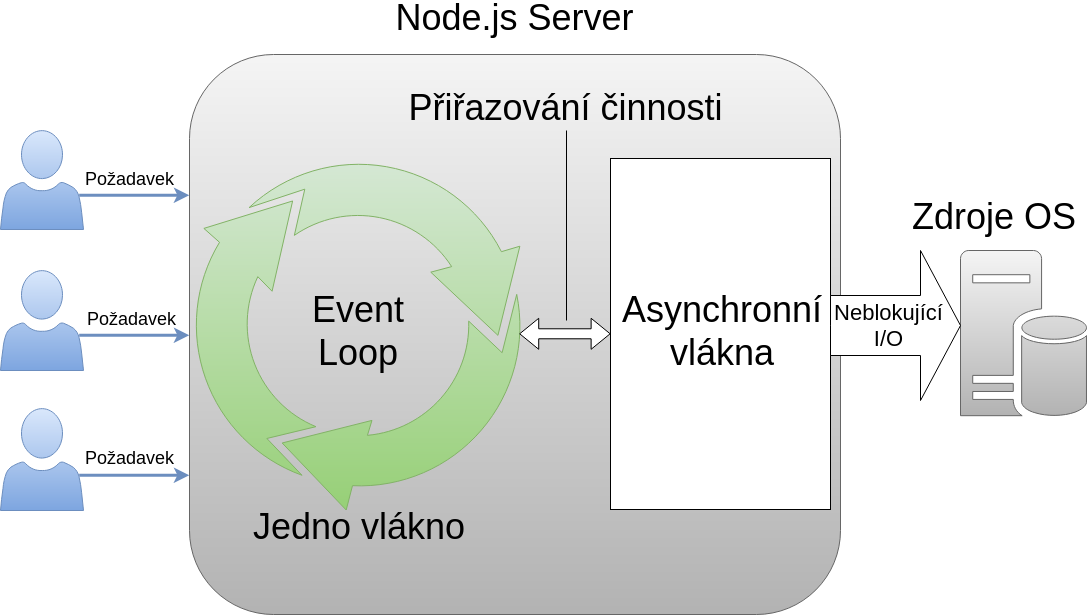 Node.js Server
Přiřazování činnosti
Požadavek
Zdroje OS
Požadavek
Event
Loop
Asynchronní
vlákna
Neblokující
I/O
Požadavek
Jedno vlákno